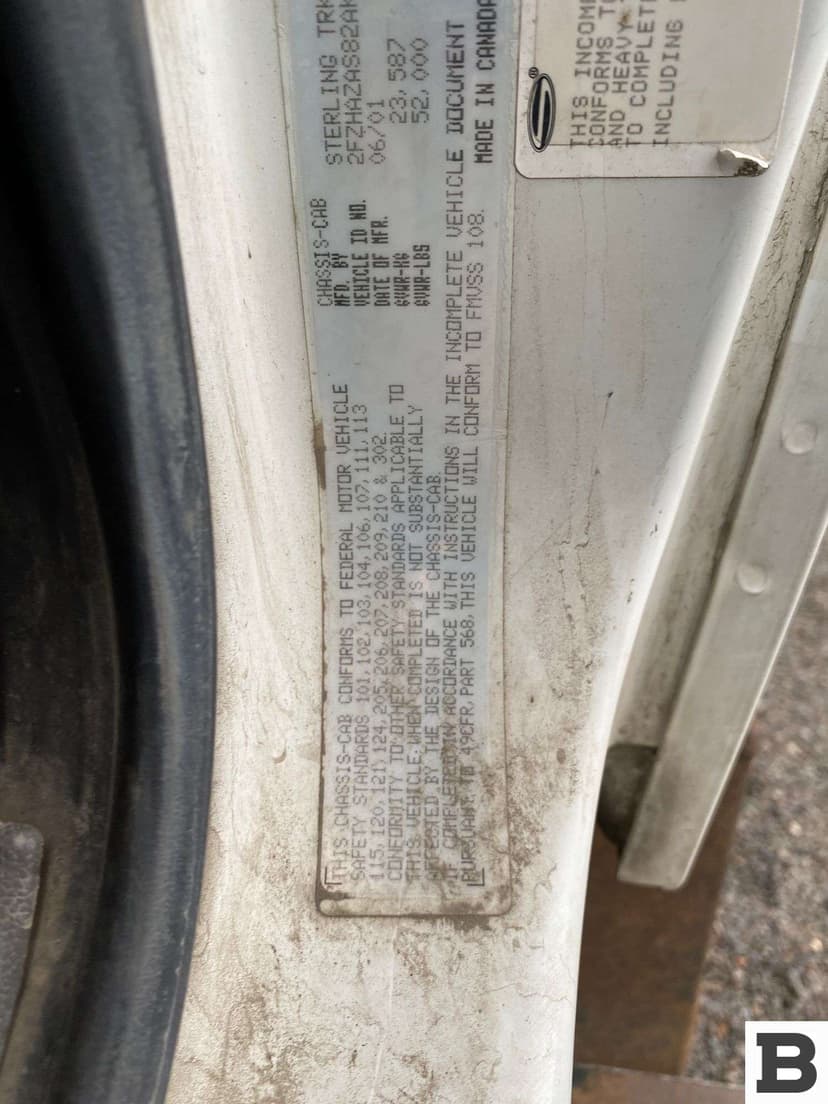 THIS CHASSIS-CAB CONFORMS TO FEDERAL MOTOR VEHICLE
SAFETY STANDARDS 101,102,103,104,106,107,111,113
115,120,121,124,205,206,207,208,209,210 & 302.
CONFORMITY TO OTHER SAFETY STANDARDS APPLICABLE TO
THIS VEHICLE, WHEN COMPLETED IS NOT SUBSTANTIALLY
AFFECTED BY THE DESIGN OF THE CHASSIS-CAB.
IF COMPLETED IN ACCORDANCE WITH INSTRUCTIONS IN THE INCOMPLETE VEHICLE DOCUMENT
PURSUANT TO 49CFR,PART 568,THIS VEHICLE WILL CONFORM TO FMVSS 108.
MADE IN CANADA
CHASSIS-CAB
MFD. BY STERLING TRK
VEHICLE ID NO. 2FZHAZAS82AK
DATE OF MFR. 06/01
GVWR-KG 23,587
GVWR-LBS 52,000
®
THIS INCOM
CONFORMS TO
AND HEAVY
TO COMPLETE
INCLUDING
B